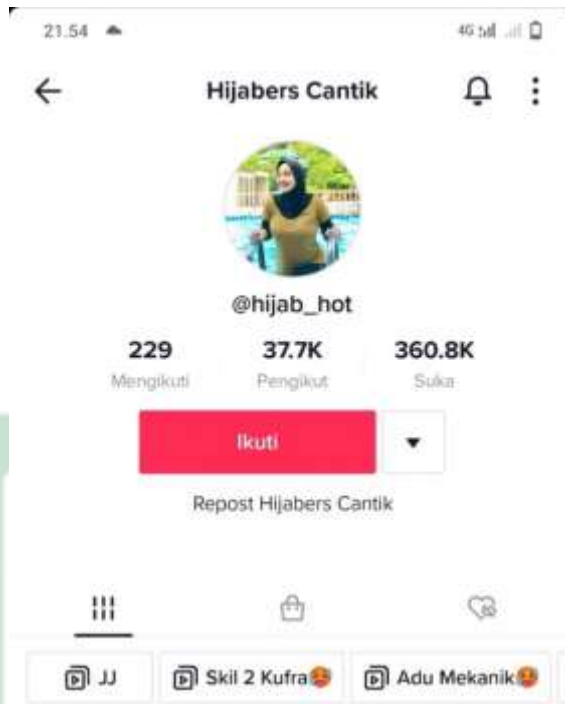 21.54
4G
Hijabers Cantik
@hijab_hot
229 37.7K 360.8K
Mengikuti Pengikut Suka
Ikuti
Repost Hijabers Cantik
JJ Skil 2 Kufra🥵 Adu Mekanik🥵